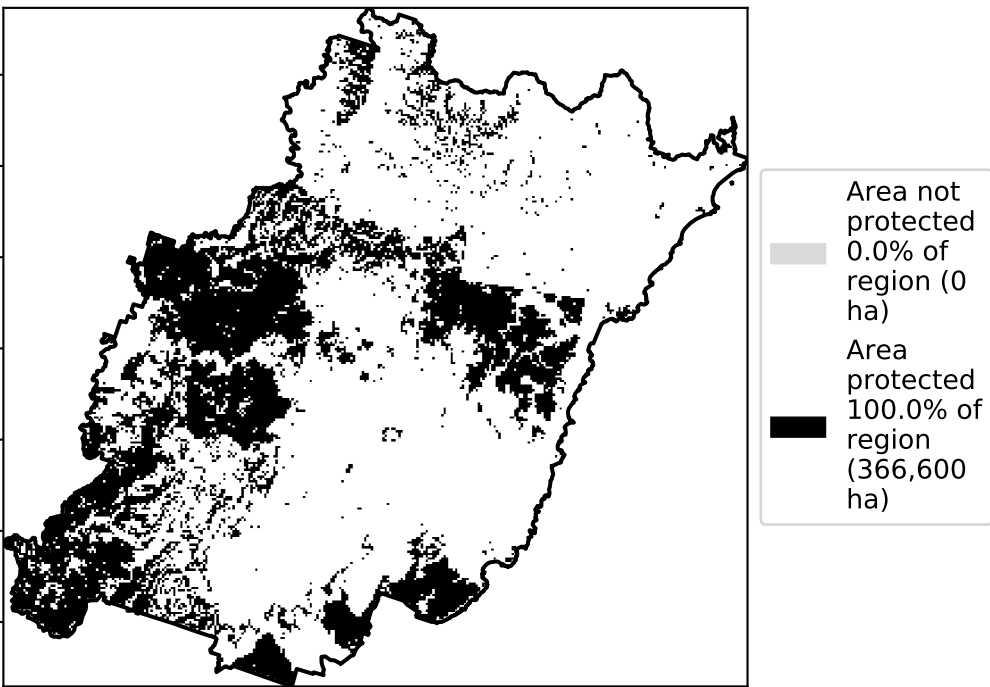 Area not
protected
0.0% of
region (0
ha)
Area
protected
100.0% of
region
(366,600
ha)